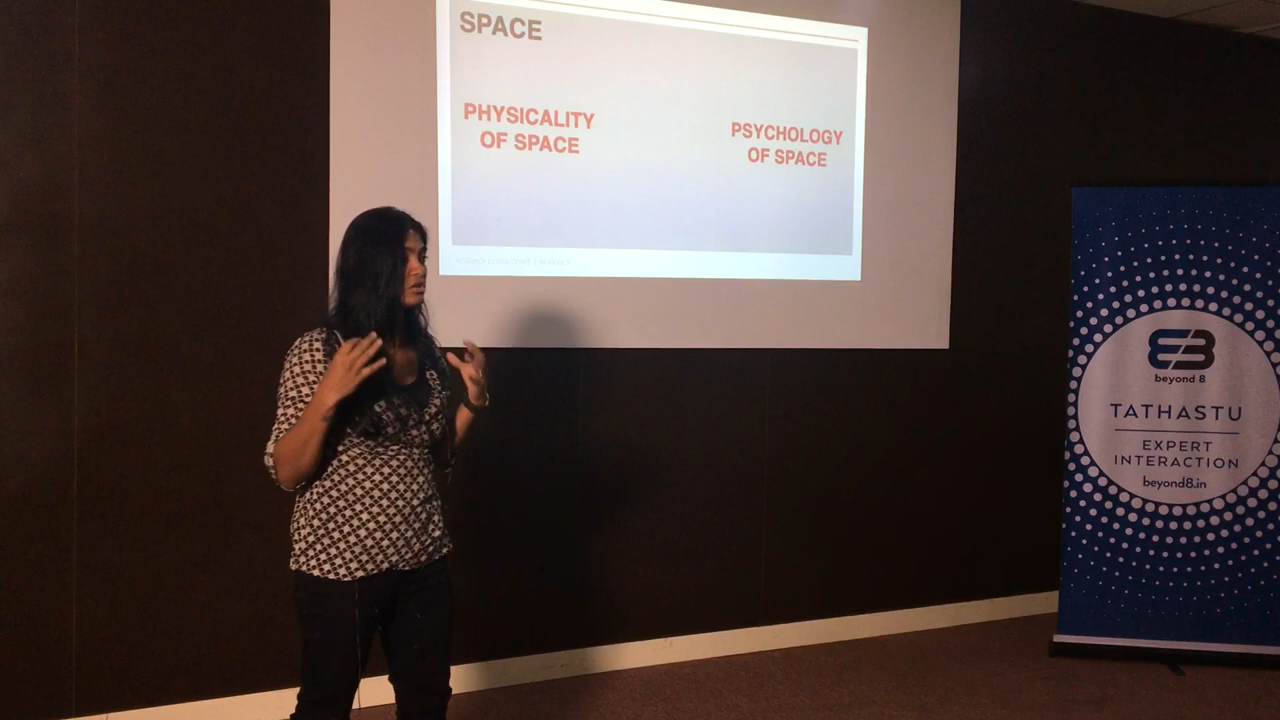 SPACE
PHYSICALITY
OF SPACE
PSYCHOLOGY
OF SPACE
beyond 8
TATHASTU
EXPERT
INTERACTION
beyond8.in